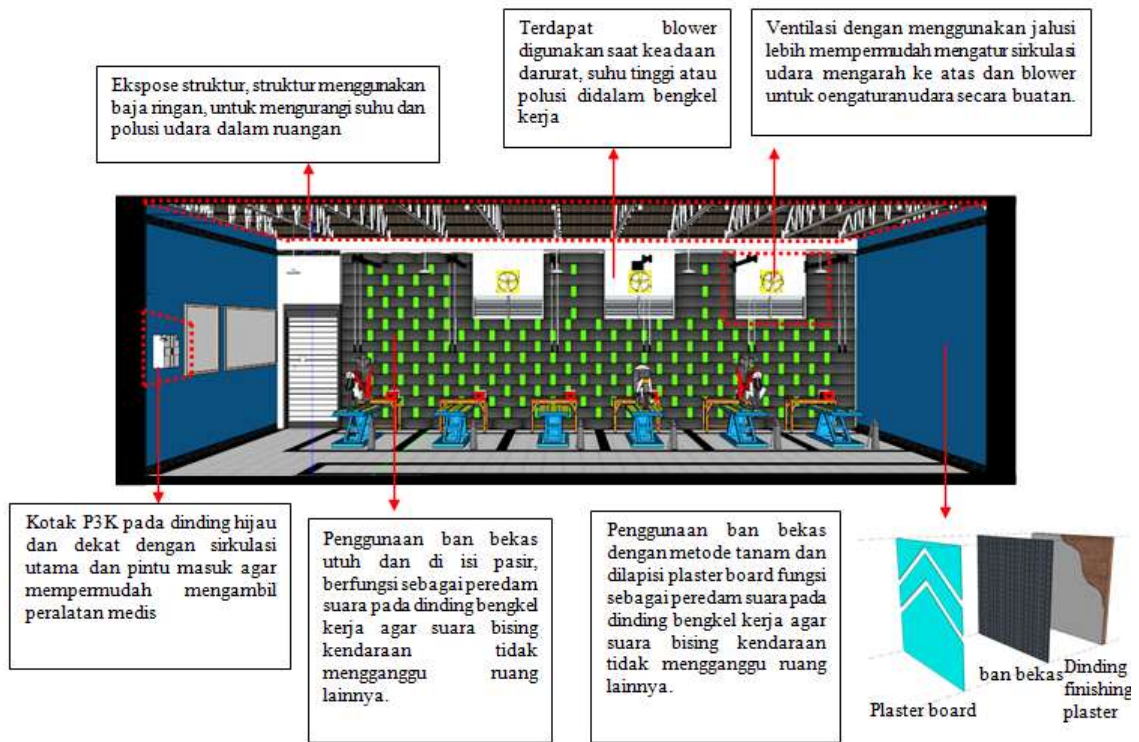 Ekspose struktur, struktur menggunakan
baja ringan, untuk mengurangi suhu dan
polusi udara dalam ruangan
Terdapat blower
digunakan saat keadaan
darurat, suhu tinggi atau
polusi didalam bengkel
kerja
Ventilasi dengan menggunakan jalusi
lebih mempermudah mengatur sirkulasi
udara mengarah ke atas dan blower
untuk oengaturan udara secara buatan.
Kotak P3K pada dinding hijau
dan dekat dengan sirkulasi
utama dan pintu masuk agar
mempermudah mengambil
peralatan medis
Penggunaan ban bekas
utuh dan di isi pasir,
berfungsi sebagai peredam
suara pada dinding bengkel
kerja agar suara bising
kendaraan tidak
mengganggu ruang
lainnya.
Penggunaan ban bekas
dengan metode tanam dan
dilapisi plaster board fungsi
sebagai peredam suara pada
dinding bengkel kerja agar
suara bising kendaraan
tidak mengganggu ruang
lainnya.
Plaster board
ban bekas
Dinding
finishing
plaster